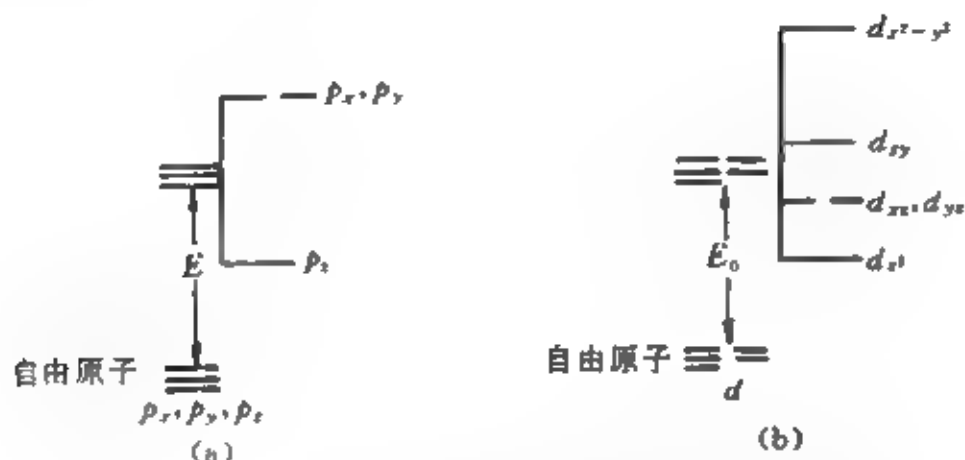 p_x, p_y
E
p_z
自由原子
p_x, p_y, p_z
(a)
d_{x²-y²}
d_{xy}
d_{xz}, d_{yz}
E₀
d_{z²}
自由原子
d
(b)